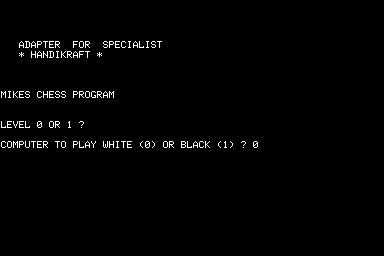 ADAPTER FOR SPECIALIST
* HANDIKRAFT *
MIKES CHESS PROGRAM
LEVEL 0 OR 1 ?
COMPUTER TO PLAY WHITE (0) OR BLACK (1) ? 0